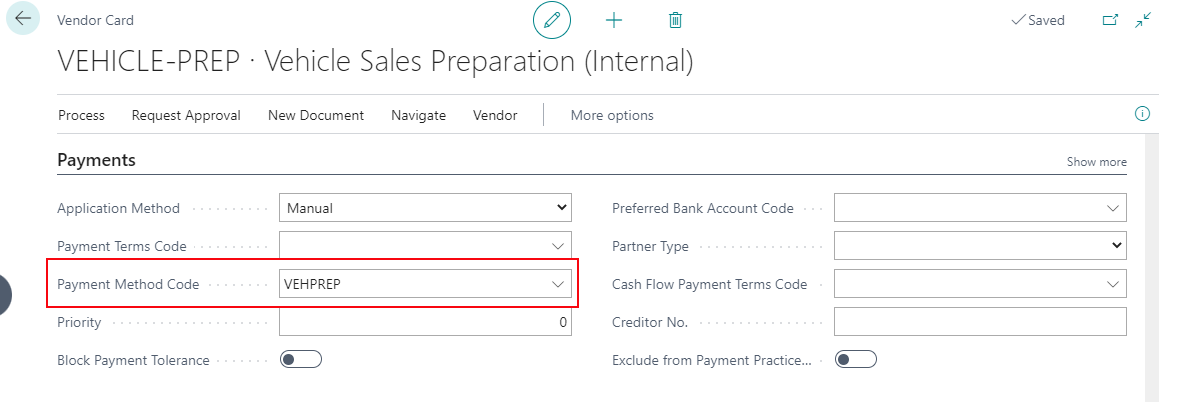 Vendor Card
Saved
VEHICLE-PREP · Vehicle Sales Preparation (Internal)
Process Request Approval New Document Navigate Vendor More options
Payments
Show more
Application Method Manual
Payment Terms Code
Payment Method Code VEHPREP
Priority 0
Block Payment Tolerance
Preferred Bank Account Code
Partner Type
Cash Flow Payment Terms Code
Creditor No.
Exclude from Payment Practice...